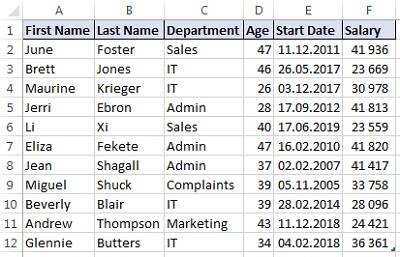 A B C D E F
1 First Name Last Name Department Age Start Date Salary
2 June Foster Sales 47 11.12.2011 41 936
3 Brett Jones IT 46 26.05.2017 23 669
4 Maurine Krieger IT 26 03.12.2017 30 978
5 Jerri Ebron Admin 28 17.09.2012 41 813
6 Li Xi Sales 40 17.06.2019 23 559
7 Eliza Fekete Admin 47 16.02.2010 41 820
8 Jean Shagall Admin 37 02.02.2007 41 417
9 Miguel Shuck Complaints 39 05.11.2005 33 758
10 Beverly Blair IT 39 28.02.2014 28 096
11 Andrew Thompson Marketing 43 11.12.2018 24 421
12 Glennie Butters IT 34 04.02.2018 36 361